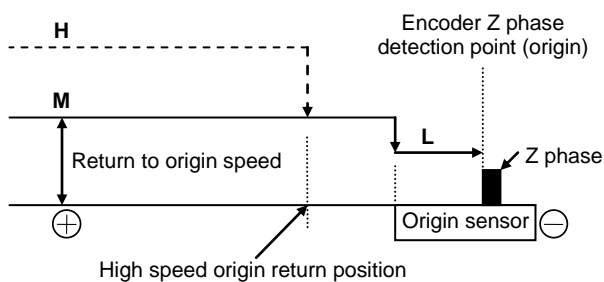 Encoder Z phase
detection point (origin)
H
M
L
Z phase
Return to origin speed
+
Origin sensor
−
High speed origin return position